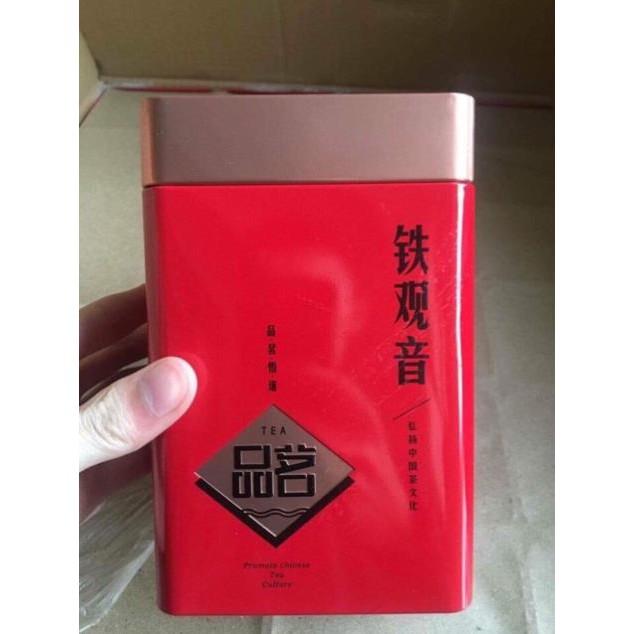 铁观音
弘扬中国茶文化
品·茗·悟·道
TEA
品茗
Promote Chinese
Tea
Culture